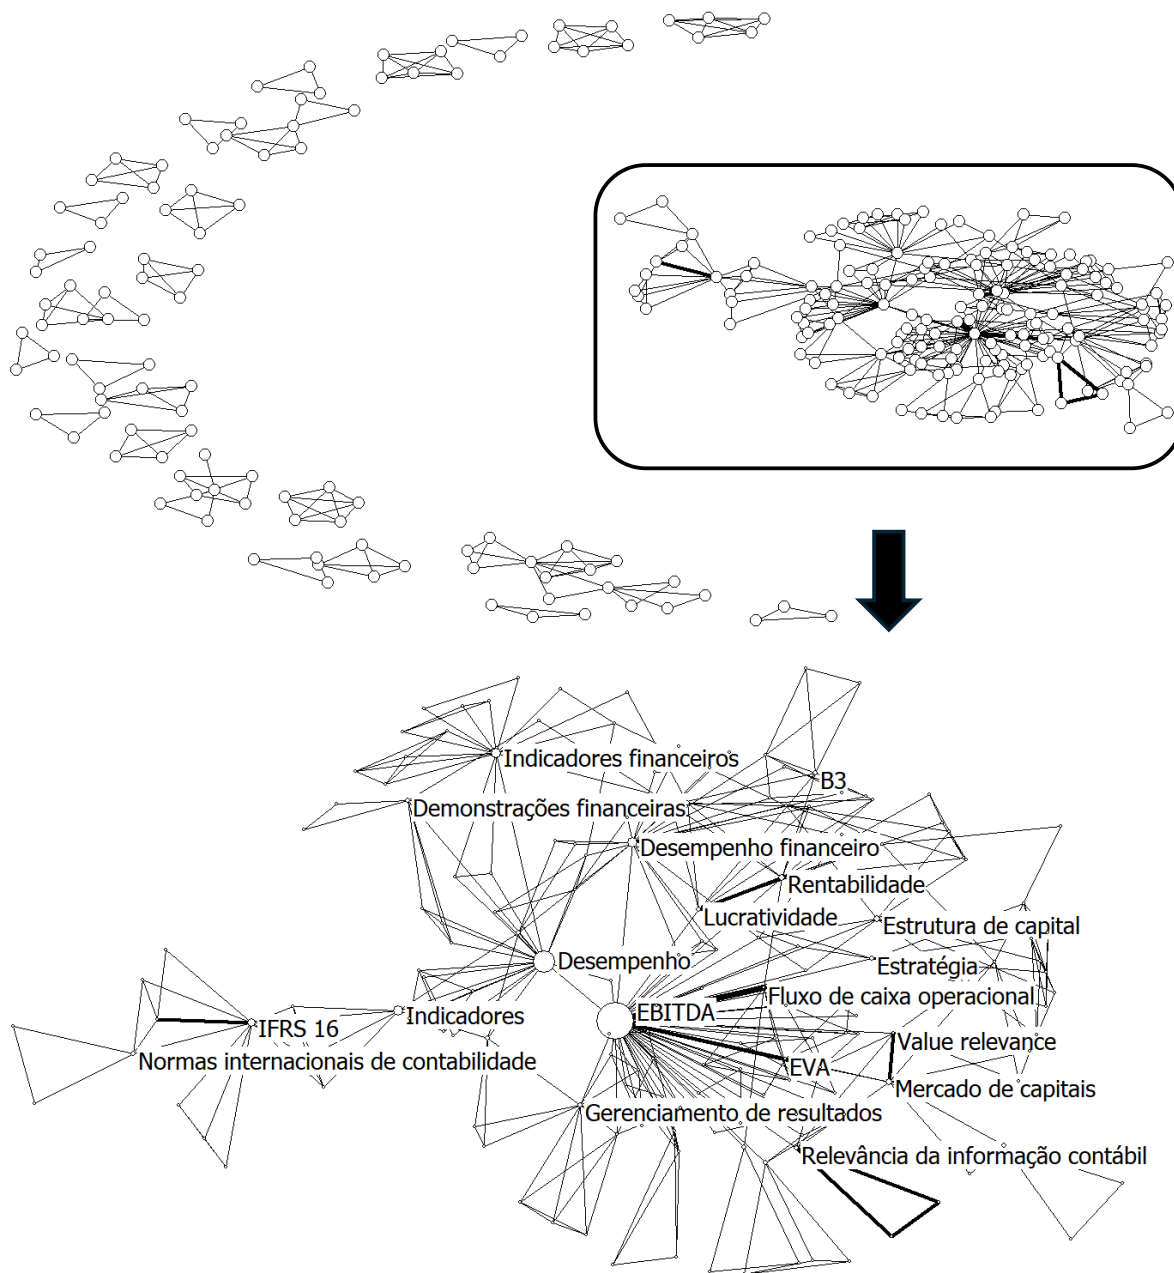 Indicadores financeiros
B3
Demonstrações financeiras
Desempenho financeiro
Rentabilidade
Lucratividade
Estrutura de capital
Desempenho
Estratégia
Fluxo de caixa operacional
EBITDA
Indicadores
IFRS 16
Value relevance
Normas internacionais de contabilidade
EVA
Mercado de capitais
Gerenciamento de resultados
Relevância da informação contábil